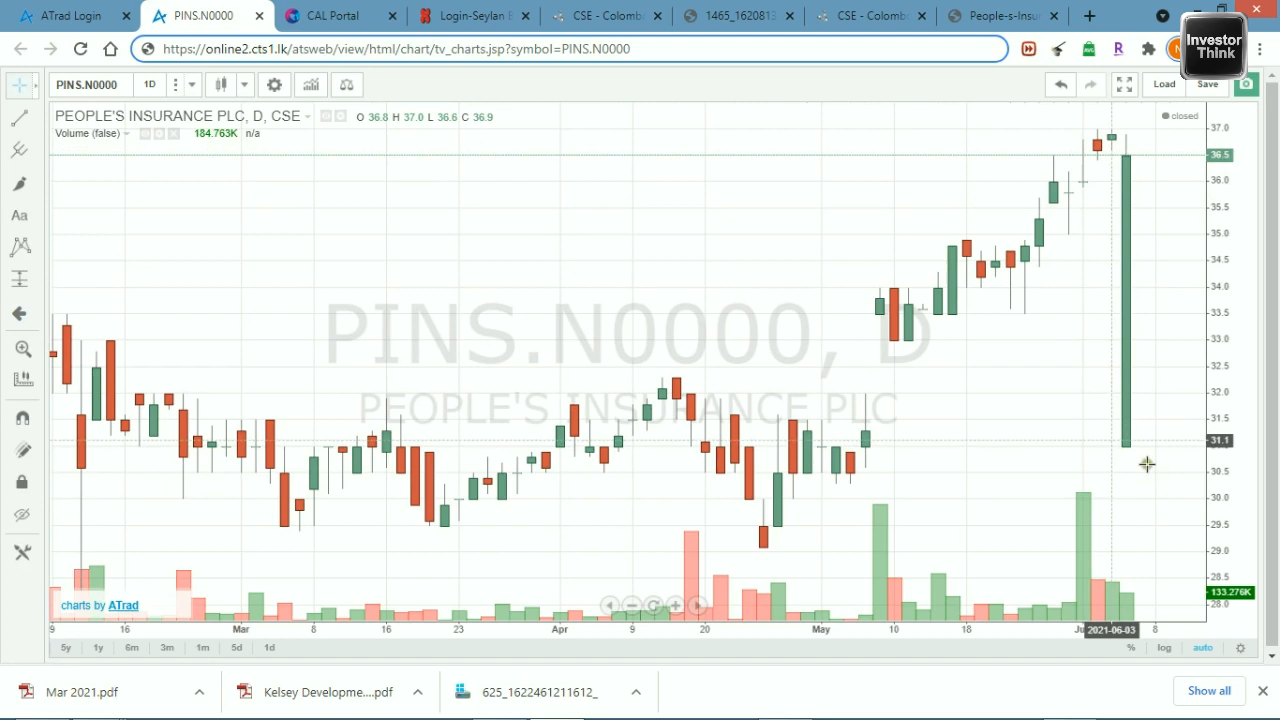 ATrad Login
PINS.N0000
CAL Portal
Login-Seylan B
CSE - Colomb
1465_1620813
CSE - Colomb
People-s-Insur
https://online2.cts1.lk/atsweb/view/html/chart/tv_charts.jsp?symbol=PINS.N0000
Investor
Think
PINS.N0000
1D
Load
Save
PEOPLE'S INSURANCE PLC, D, CSE
O 36.8 H 37.0 L 36.6 C 36.9
closed
Volume (false)
184.763K n/a
Aa
PINS.N0000, D
PEOPLE'S INSURANCE PLC
37.0
36.5
36.0
35.5
35.0
34.5
34.0
33.5
33.0
32.5
32.0
31.5
31.1
30.5
30.0
29.5
29.0
28.5
133.276K
28.0
charts by ATrad
9
16
Mar
8
16
23
Apr
9
20
May
10
18
2021-06-03
8
5y
1y
6m
3m
1m
5d
1d
%
log
auto
Mar 2021.pdf
Kelsey Developme....pdf
625_1622461211612_
Show all